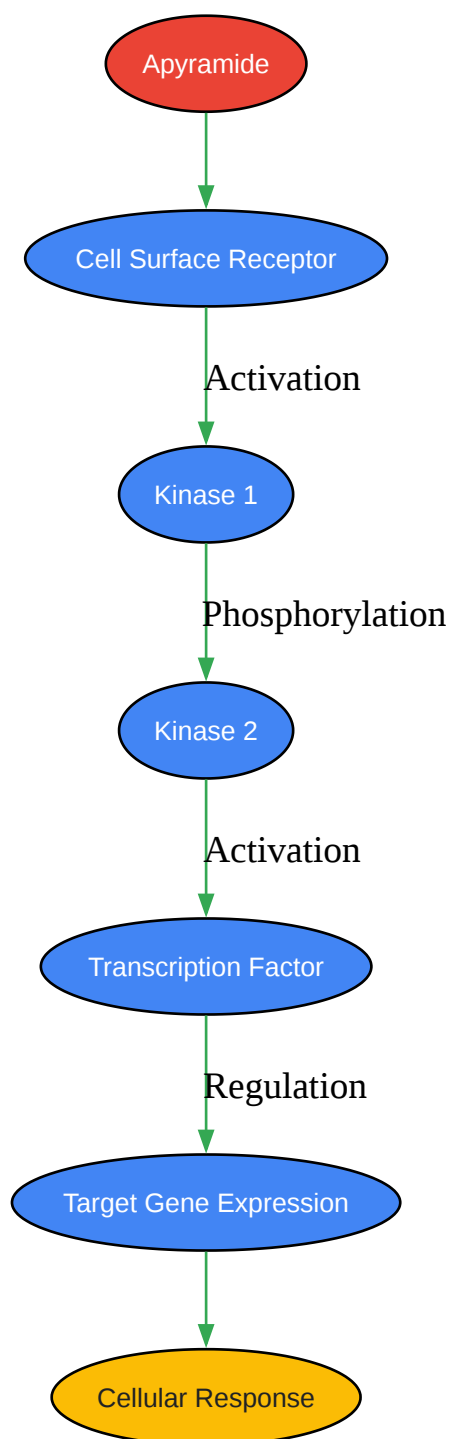 Apyramide
Cell Surface Receptor
Activation
Kinase 1
Phosphorylation
Kinase 2
Activation
Transcription Factor
Regulation
Target Gene Expression
Cellular Response